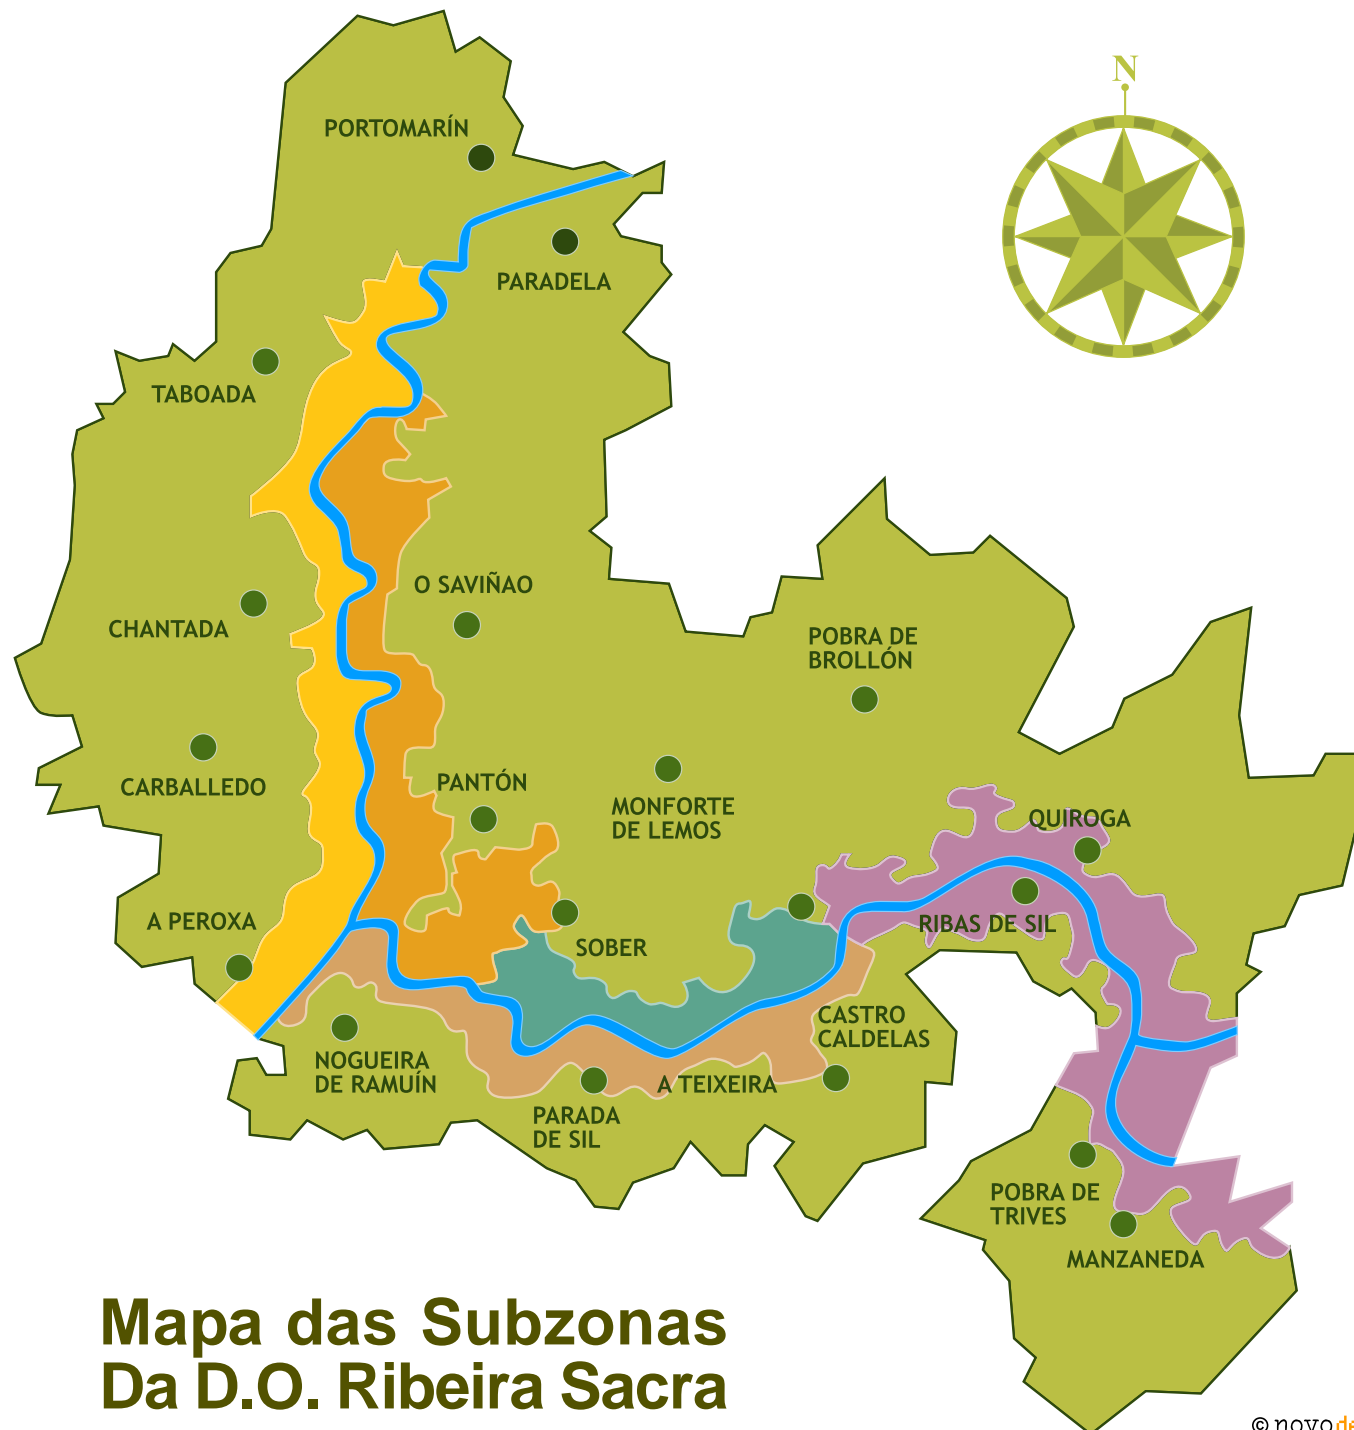 N
PORTOMARÍN
PARADELA
TABOADA
O SAVIÑAO
CHANTADA
POBRA DE
BROLLÓN
CARBALLEDO
PANTÓN
MONFORTE
DE LEMOS
QUIROGA
A PEROXA
SOBER
RIBAS DE SIL
CASTRO
CALDELAS
NOGUEIRA
DE RAMUÍN
A TEIXEIRA
PARADA
DE SIL
POBRA DE
TRIVES
MANZANEDA
Mapa das Subzonas
Da D.O. Ribeira Sacra
© novo